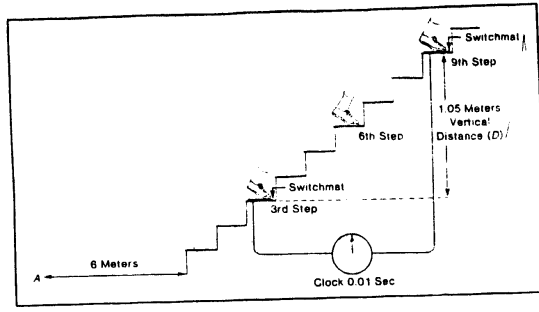 Switchmat
9th Step
1.05 Meters
Vertical
Distance (D)
6th Step
Switchmat
3rd Step
6 Meters
A
Clock 0.01 Sec